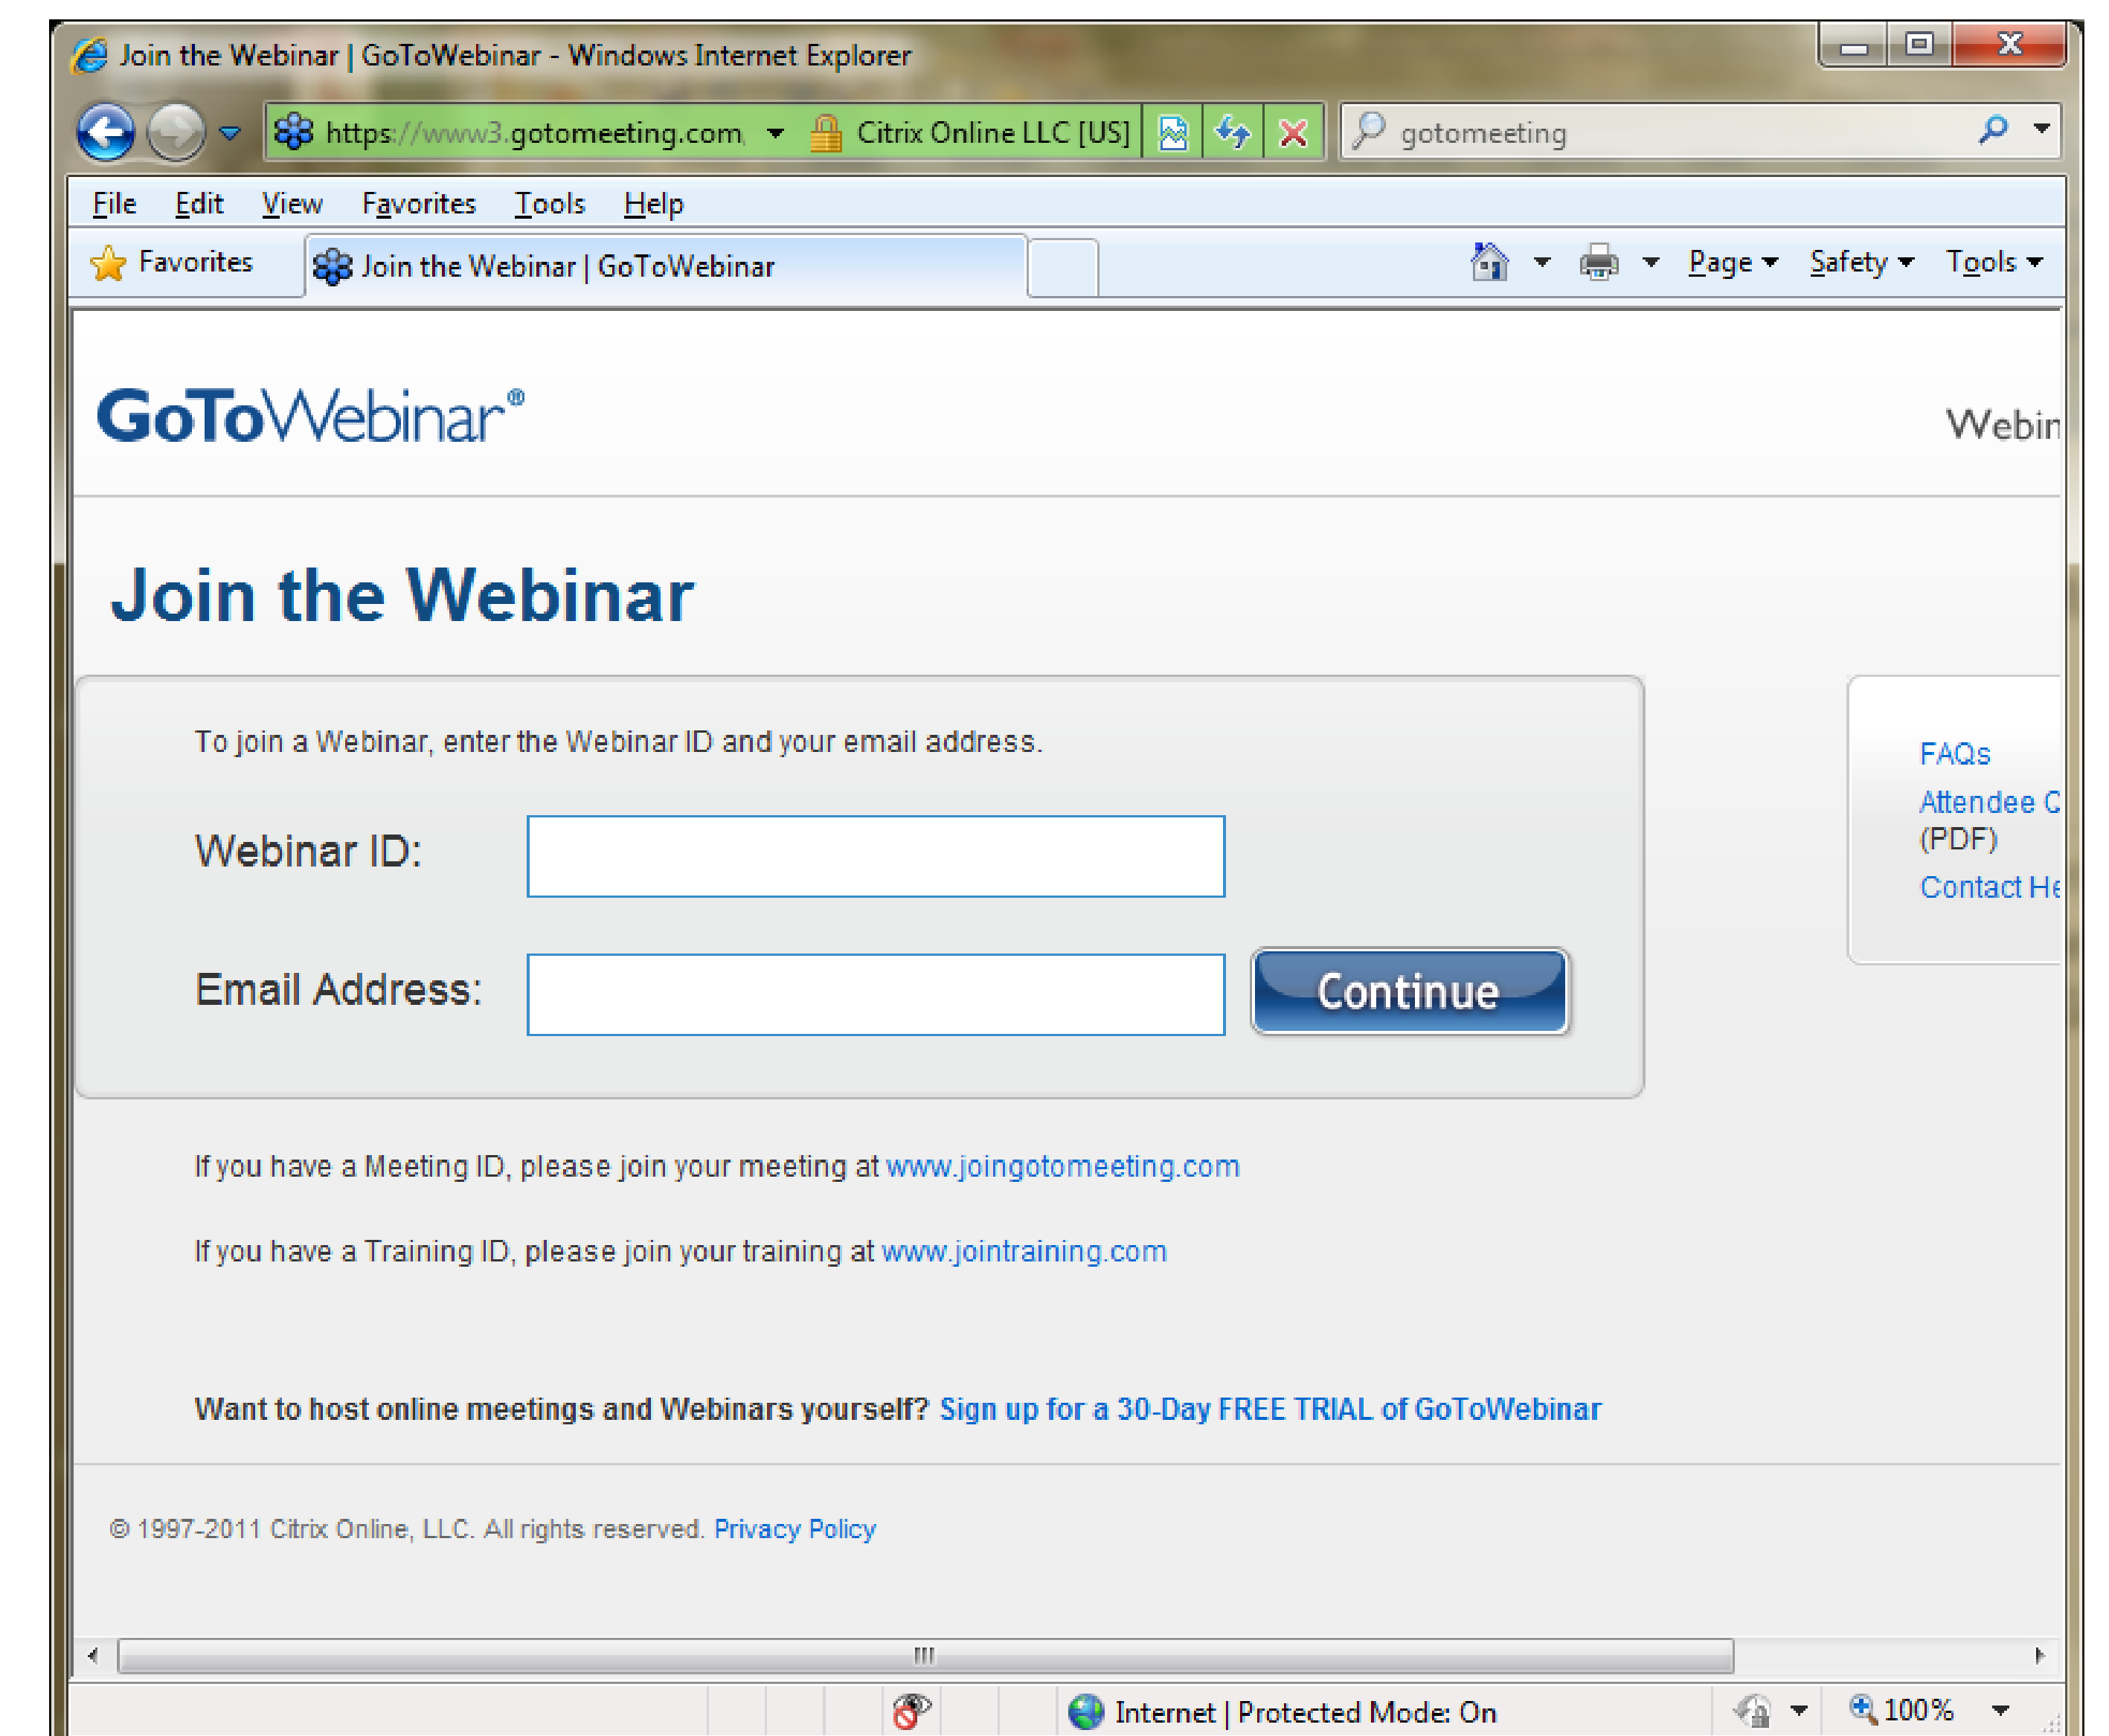 Join the Webinar | GoToWebinar - Windows Internet Explorer
https://www3.gotomeeting.com, Citrix Online LLC [US] gotomeeting
File Edit View Favorites Tools Help
Favorites Join the Webinar | GoToWebinar Page Safety Tools
GoToWebinar® Webin
Join the Webinar
To join a Webinar, enter the Webinar ID and your email address.
Webinar ID:
Email Address: Continue
FAQs
Attendee
(PDF)
Contact He
If you have a Meeting ID, please join your meeting at www.joingotomeeting.com
If you have a Training ID, please join your training at www.jointraining.com
Want to host online meetings and Webinars yourself? Sign up for a 30-Day FREE TRIAL of GoToWebinar
© 1997-2011 Citrix Online, LLC. All rights reserved. Privacy Policy
Internet | Protected Mode: On 100%